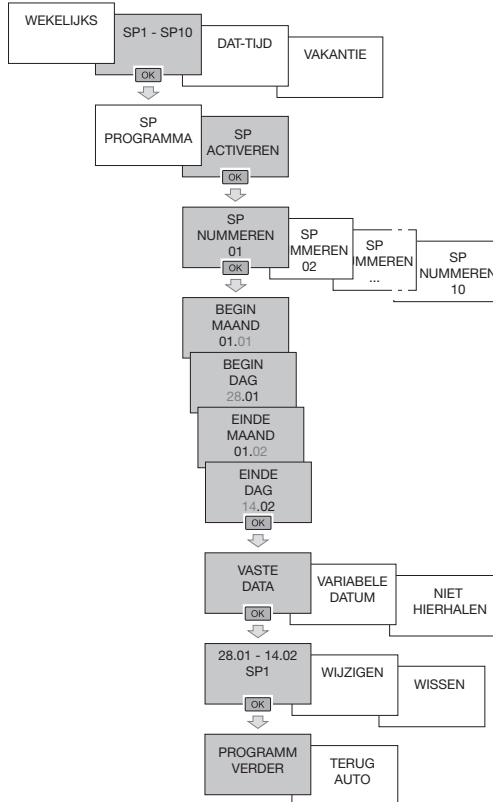 WEKELIJKS
SP1 - SP10
DAT-TIJD
VAKANTIE
OK
SP
PROGRAMMA
SP
ACTIVEREN
OK
SP
NUMMEREN
01
SP
MMEREN
02
SP
UMMEREN
...
SP
NUMMEREN
10
OK
BEGIN
MAAND
01.01
BEGIN
DAG
28.01
EINDE
MAAND
01.02
EINDE
DAG
14.02
OK
VASTE
DATA
VARIABELE
DATUM
NIET
HIERHALEN
OK
28.01 - 14.02
SP1
WIJZIGEN
WISSEN
OK
PROGRAMM
VERDER
TERUG
AUTO